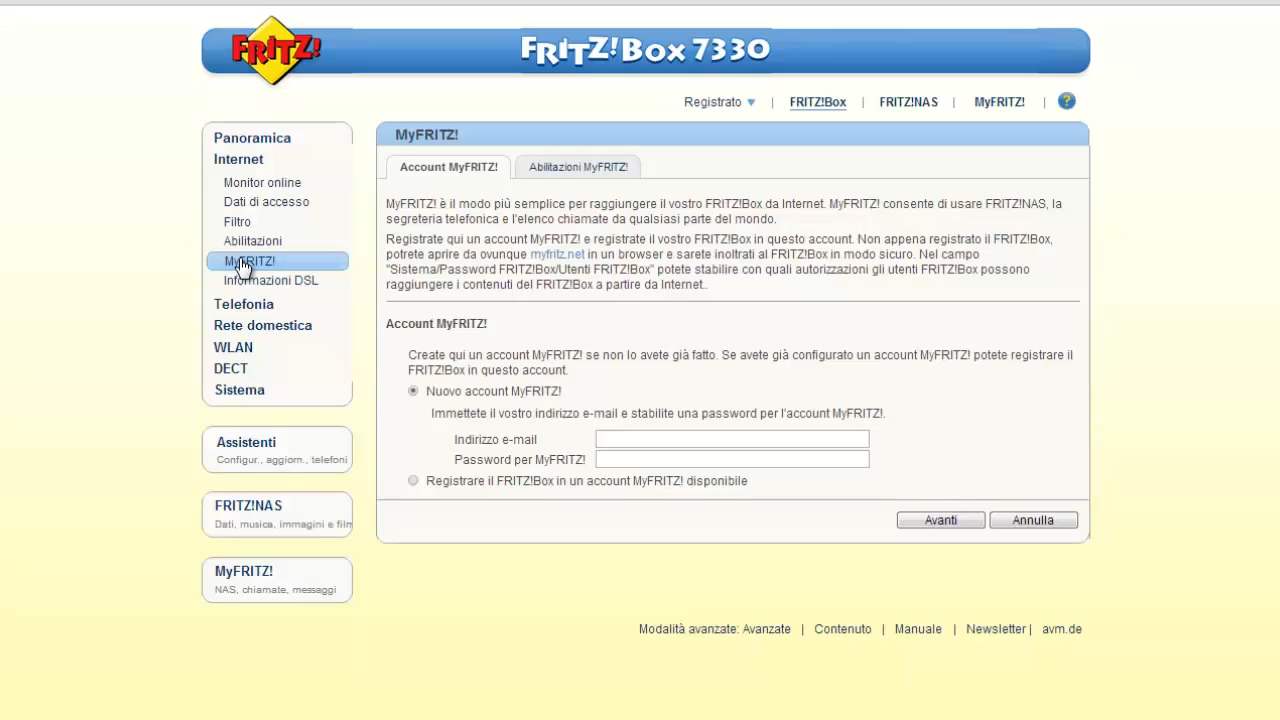 FRITZ!
FRITZ!Box 7330
Registrato | FRITZ!Box | FRITZ!NAS | MyFRITZ! | ?
Panoramica
Internet
Monitor online
Dati di accesso
Filtro
Abilitazioni
MyFRITZ!
Informazioni DSL
Telefonia
Rete domestica
WLAN
DECT
Sistema
Assistenti
Configur., aggiorn., telefoni
FRITZ!NAS
Dati, musica, immagini e film
MyFRITZ!
NAS, chiamate, messaggi
MyFRITZ!
Account MyFRITZ! Abilitazioni MyFRITZ!
MyFRITZ! è il modo più semplice per raggiungere il vostro FRITZ!Box da Internet. MyFRITZ! consente di usare FRITZ!NAS, la
segreteria telefonica e l'elenco chiamate da qualsiasi parte del mondo.
Registrate qui un account MyFRITZ! e registrate il vostro FRITZ!Box in questo account. Non appena registrato il FRITZ!Box,
potrete aprire da ovunque myfritz.net in un browser e sarete inoltrati al FRITZ!Box in modo sicuro. Nel campo
"Sistema/Password FRITZ!Box/Utenti FRITZ!Box" potete stabilire con quali autorizzazioni gli utenti FRITZ!Box possono
raggiungere i contenuti del FRITZ!Box a partire da Internet..
Account MyFRITZ!
Create qui un account MyFRITZ! se non lo avete già fatto. Se avete già configurato un account MyFRITZ! potete registrare il
FRITZ!Box in questo account.
Nuovo account MyFRITZ!
Immettete il vostro indirizzo e-mail e stabilite una password per l'account MyFRITZ!.
Indirizzo e-mail
Password per MyFRITZ!
Registrare il FRITZ!Box in un account MyFRITZ! disponibile
Avanti Annulla
Modalità avanzate: Avanzate | Contenuto | Manuale | Newsletter | avm.de